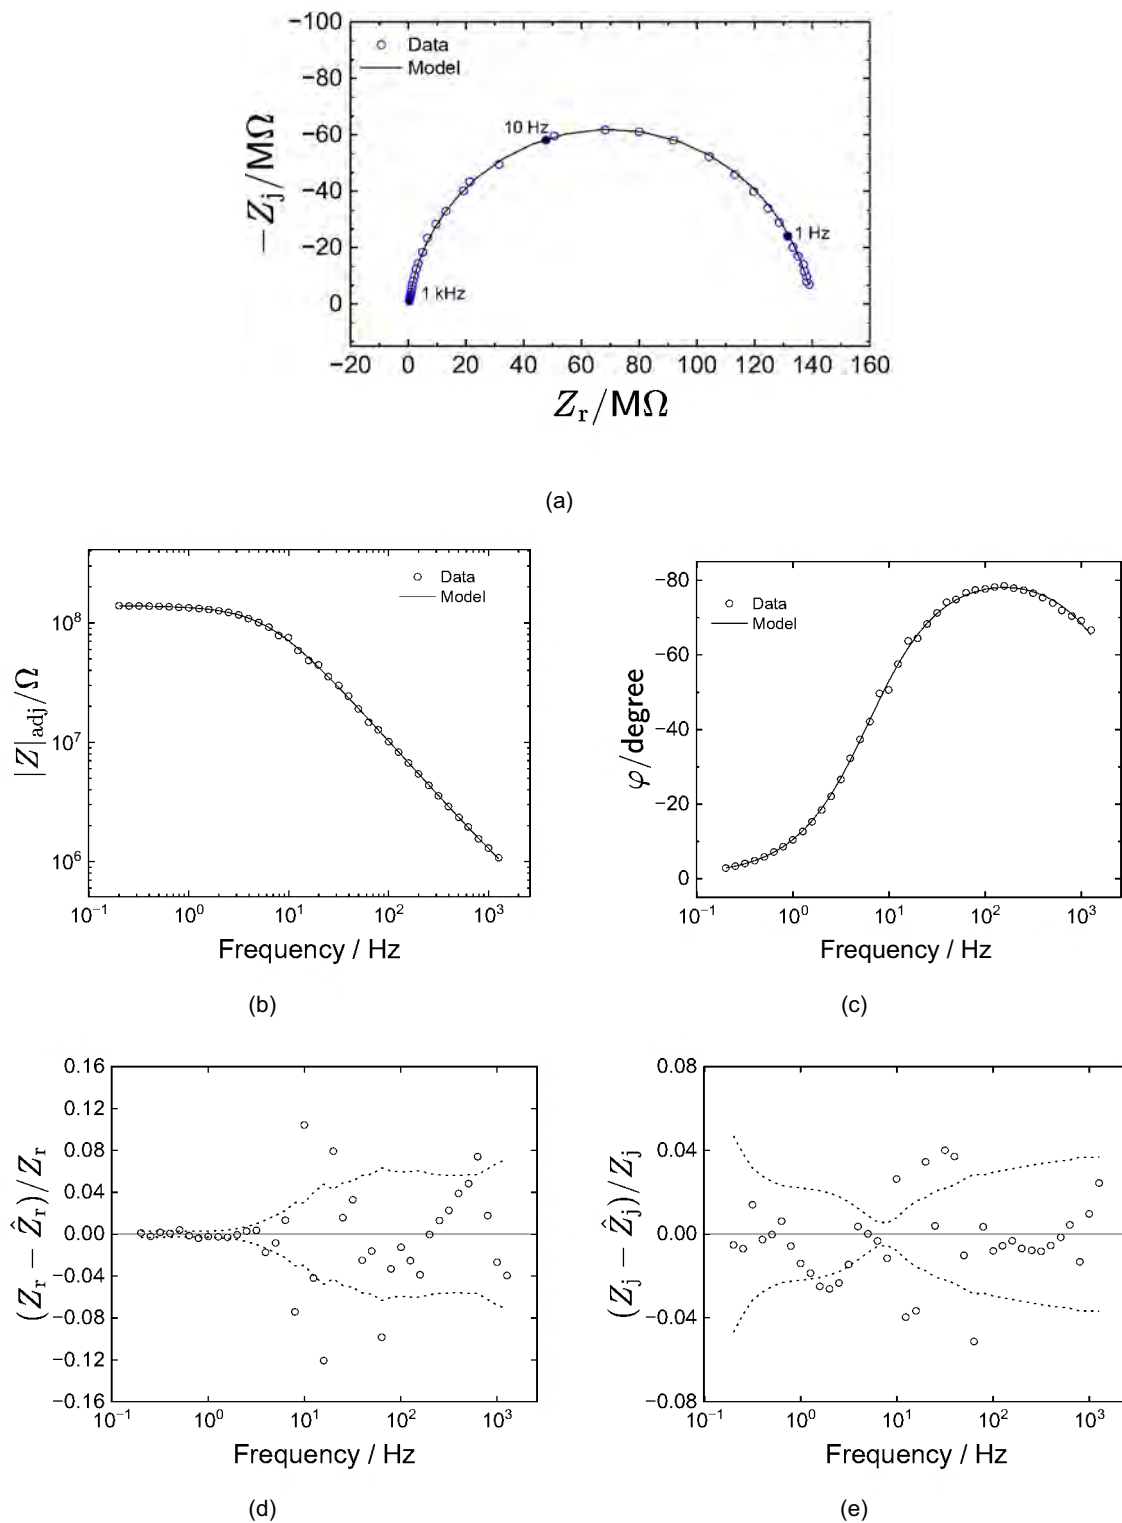 −100
−80
−60
−40
−20
0
−Z_j/MΩ
Data
Model
10 Hz
1 Hz
1 kHz
−20 0 20 40 60 80 100 120 140 160
Z_r/MΩ
(a)
10^8
10^7
10^6
|Z|_adj/Ω
Data
Model
10^−1 10^0 10^1 10^2 10^3
Frequency / Hz
(b)
-80
-60
-40
-20
0
φ/degree
Data
Model
10^−1 10^0 10^1 10^2 10^3
Frequency / Hz
(c)
0.16
0.12
0.08
0.04
0.00
−0.04
−0.08
−0.12
−0.16
(Z_r − Ẑ_r)/Z_r
10^−1 10^0 10^1 10^2 10^3
Frequency / Hz
(d)
0.08
0.04
0.00
−0.04
−0.08
(Z_j − Ẑ_j)/Z_j
10^−1 10^0 10^1 10^2 10^3
Frequency / Hz
(e)